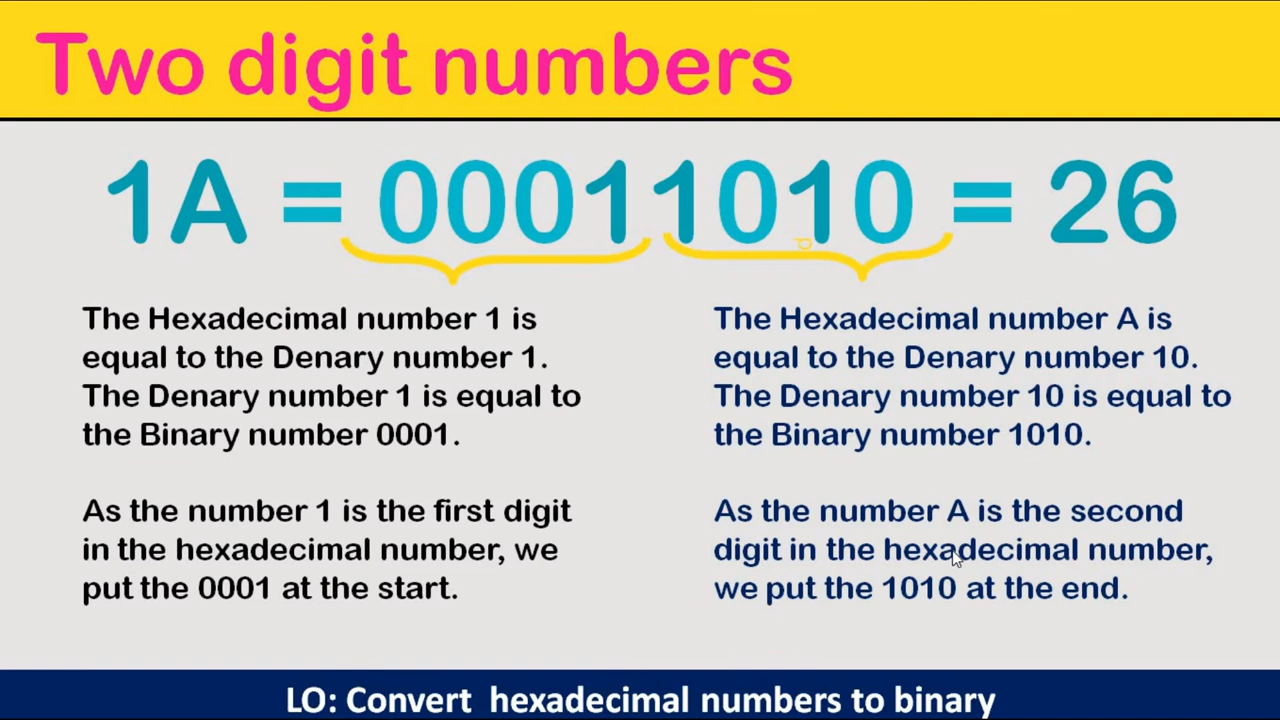 Two digit numbers
1A = 00011010 = 26
The Hexadecimal number 1 is
equal to the Denary number 1.
The Denary number 1 is equal to
the Binary number 0001.
As the number 1 is the first digit
in the hexadecimal number, we
put the 0001 at the start.
The Hexadecimal number A is
equal to the Denary number 10.
The Denary number 10 is equal to
the Binary number 1010.
As the number A is the second
digit in the hexadecimal number,
we put the 1010 at the end.
LO: Convert  hexadecimal numbers to binary